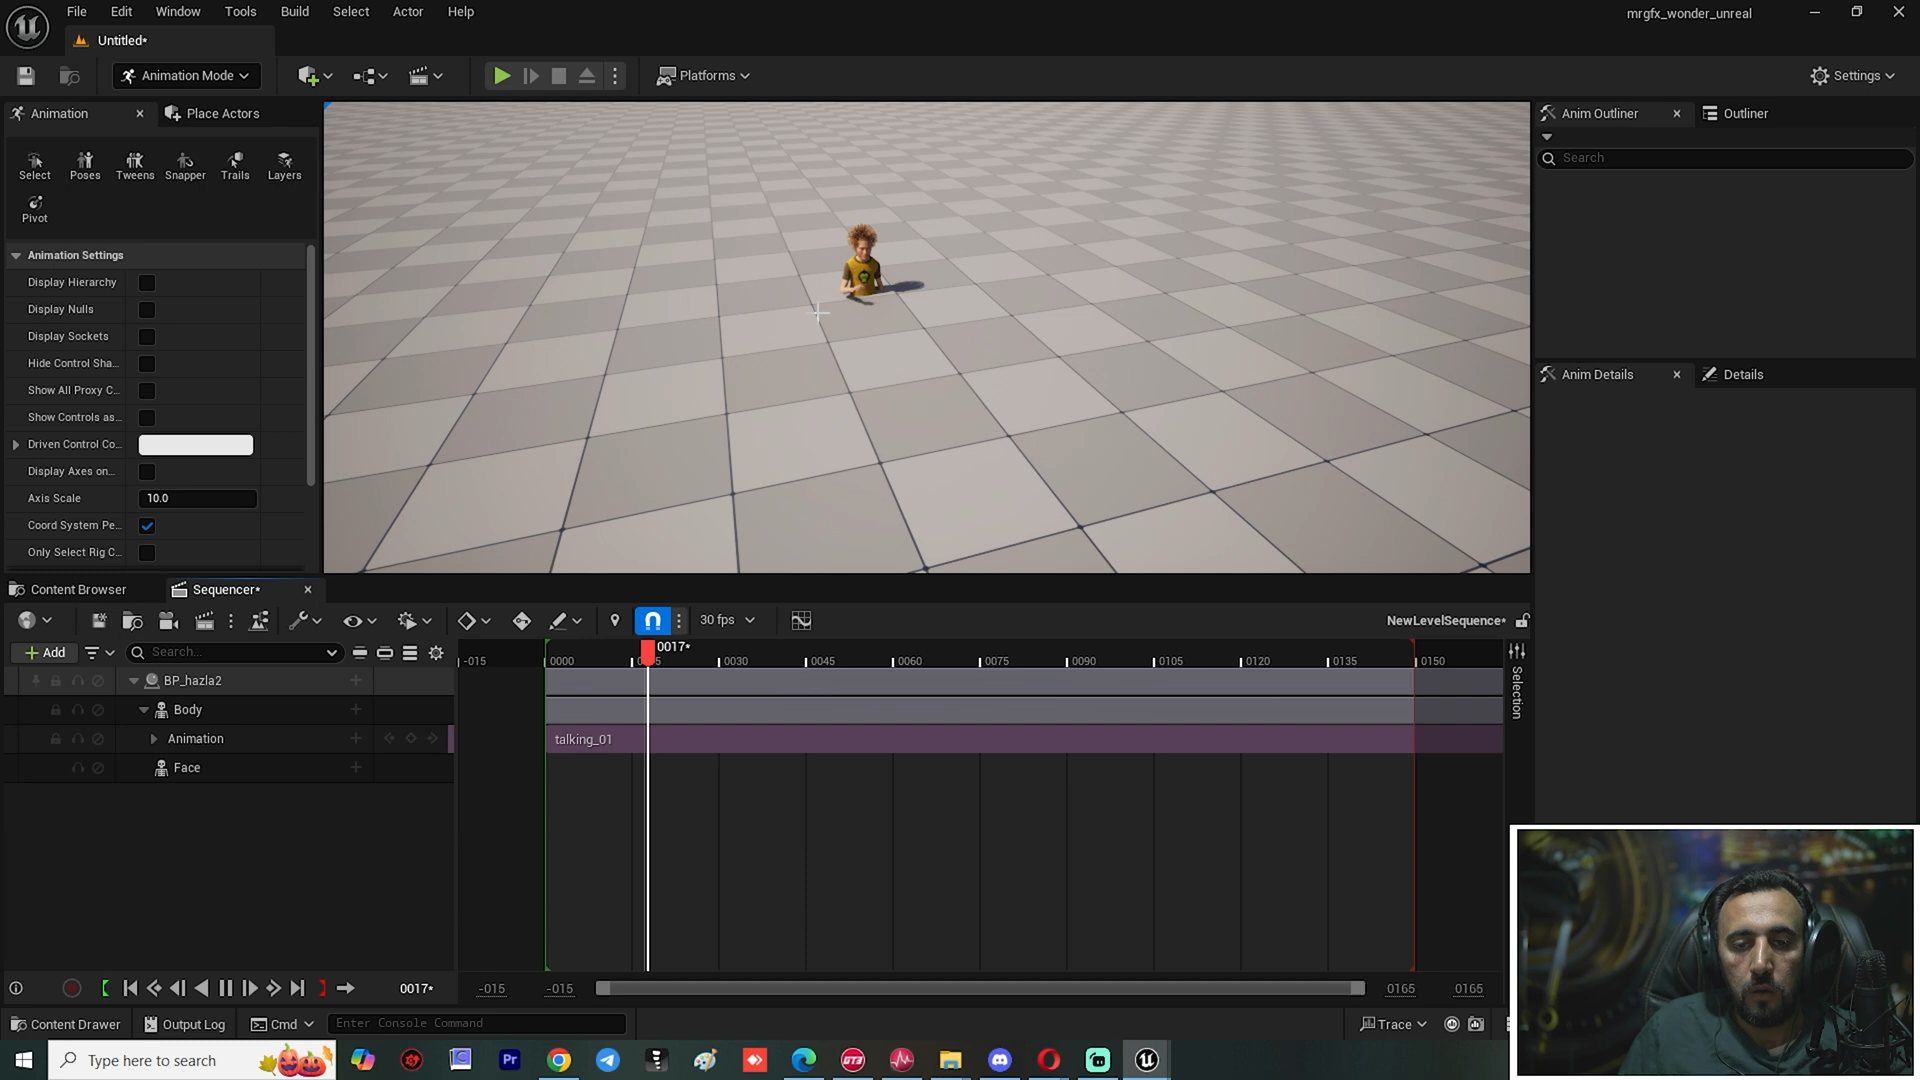 File Edit Window Tools Build Select Actor Help
mrgfx_wonder_unreal
Untitled*
Animation Mode
Platforms
Settings
Animation
Place Actors
Anim Outliner
Outliner
Search
Select Poses Tweens Snapper Trails Layers
Pivot
Animation Settings
Display Hierarchy
Display Nulls
Display Sockets
Hide Control Sha...
Show All Proxy C...
Show Controls as...
Driven Control Co...
Display Axes on...
Axis Scale 10.0
Coord System Pe...
Only Select Rig C...
Anim Details
Details
Content Browser
Sequencer*
30 fps
NewLevelSequence*
Add
Search...
0017*
-015 0000 0030 0045 0060 0075 0090 0105 0120 0135 0150
Selection
BP_hazla2
Body
Animation
talking_01
Face
0017*
-015 -015 0165 0165
Content Drawer
Output Log
Cmd
Enter Console Command
Trace
Type here to search
Pr
GT3